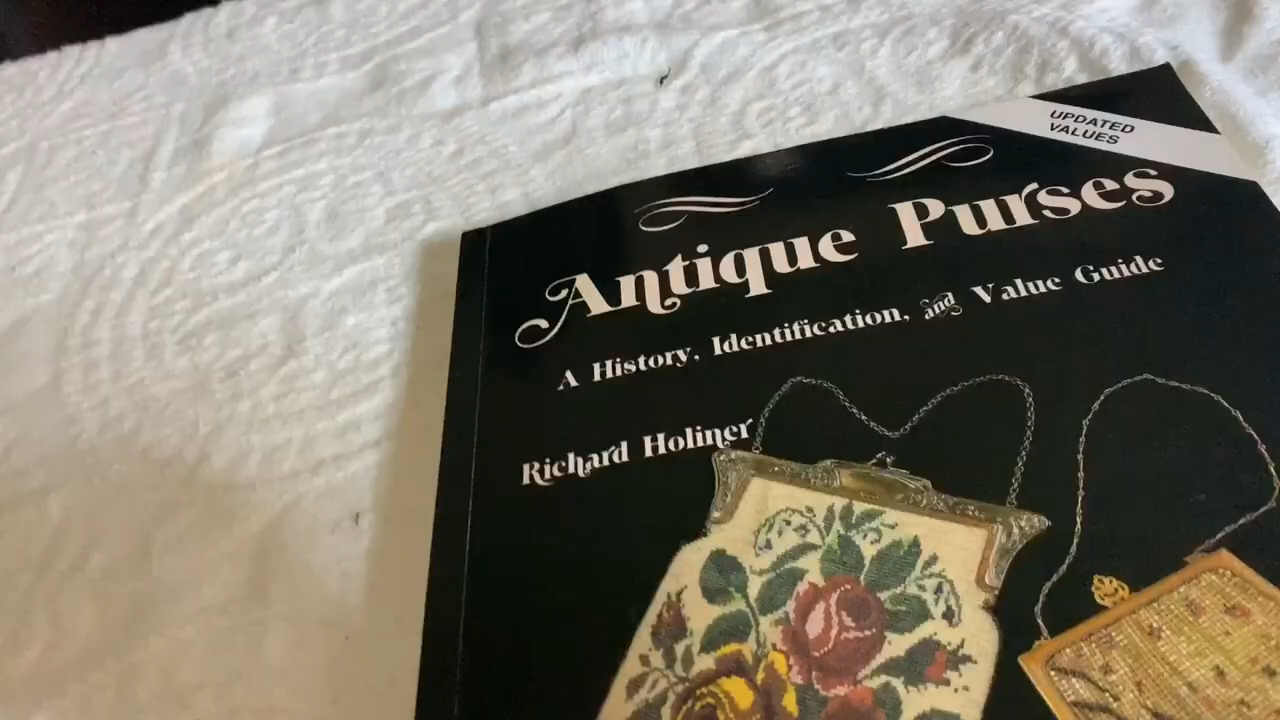 UPDATED
VALUES
Antique Purses
A History, Identification, and Value Guide
Richard Holiner